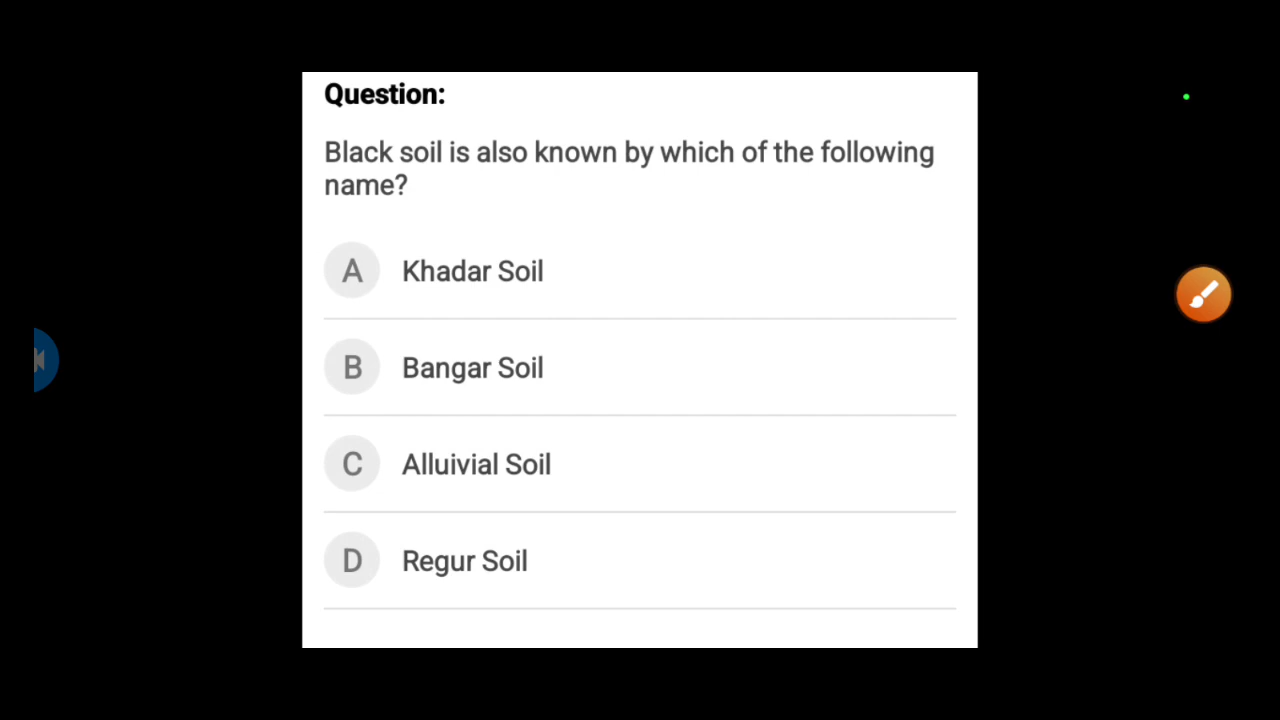 Question:
Black soil is also known by which of the following
name?
A Khadar Soil
B Bangar Soil
C Alluivial Soil
D Regur Soil